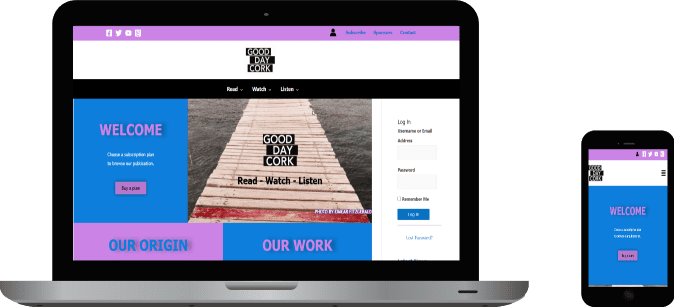 Subscribe Sponsors Contact
GOOD
DAY
CORK
Read Watch Listen
WELCOME
Choose a subscription plan
to browse our publication.
Buy a plan
GOOD
DAY
CORK
Read - Watch - Listen
PHOTO BY EIMEAR FITZGERALD
Log In
Username or Email
Address
Password
Remember Me
Log In
Lost Password?
OUR ORIGIN
OUR WORK
GOOD
DAY
CORK
WELCOME
Choose a subscription plan
to browse our publication.
Buy a plan